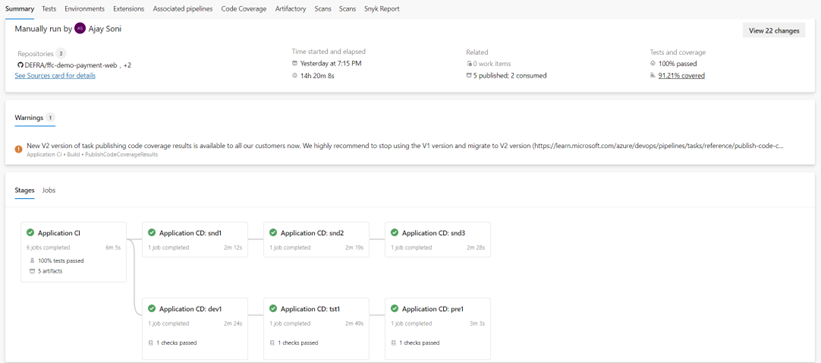 Summary Tests Environments Extensions Associated pipelines Code Coverage Artifactory Scans Scans Snyk Report
Manually run by AS Ajay Soni
View 22 changes
Repositories 3
DEFRA/ffc-demo-payment-web , +2
See Sources card for details
Time started and elapsed
Yesterday at 7:15 PM
14h 20m 8s
Related
0 work items
5 published; 2 consumed
Tests and coverage
100% passed
91.21% covered
Warnings 1
New V2 version of task publishing code coverage results is available to all our customers now. We highly recommend to stop using the V1 version and migrate to V2 version (https://learn.microsoft.com/azure/devops/pipelines/tasks/reference/publish-code-c...
Application CI • Build • PublishCodeCoverageResults
Stages Jobs
Application CI
6 jobs completed 6m 5s
100% tests passed
5 artifacts
Application CD: snd1
1 job completed 2m 12s
Application CD: snd2
1 job completed 2m 19s
Application CD: snd3
1 job completed 2m 28s
Application CD: dev1
1 job completed 2m 24s
1 checks passed
Application CD: tst1
1 job completed 2m 49s
1 checks passed
Application CD: pre1
1 job completed 3m 3s
1 checks passed